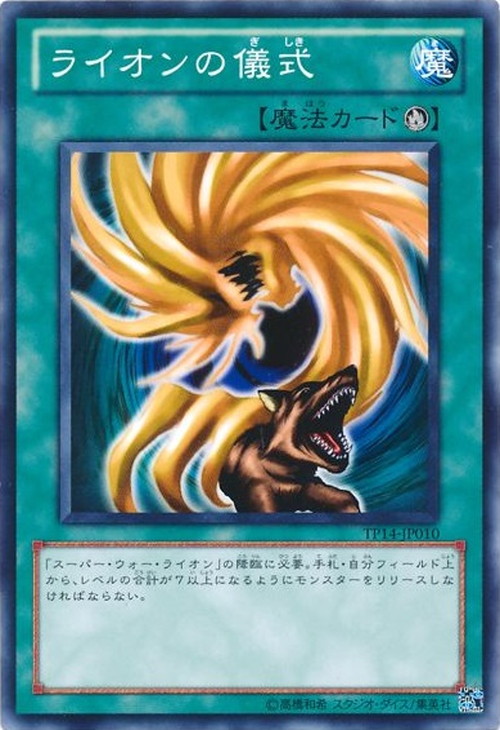 ライオンの儀式
魔
【魔法カード】
TP14-JP010
「スーパー・ウォー・ライオン」の降臨に必要。手札・自分フィールド上
から、レベルの合計が7以上になるようにモンスターをリリースしな
ければならない。
©高橋和希 スタジオ・ダイス/集英社